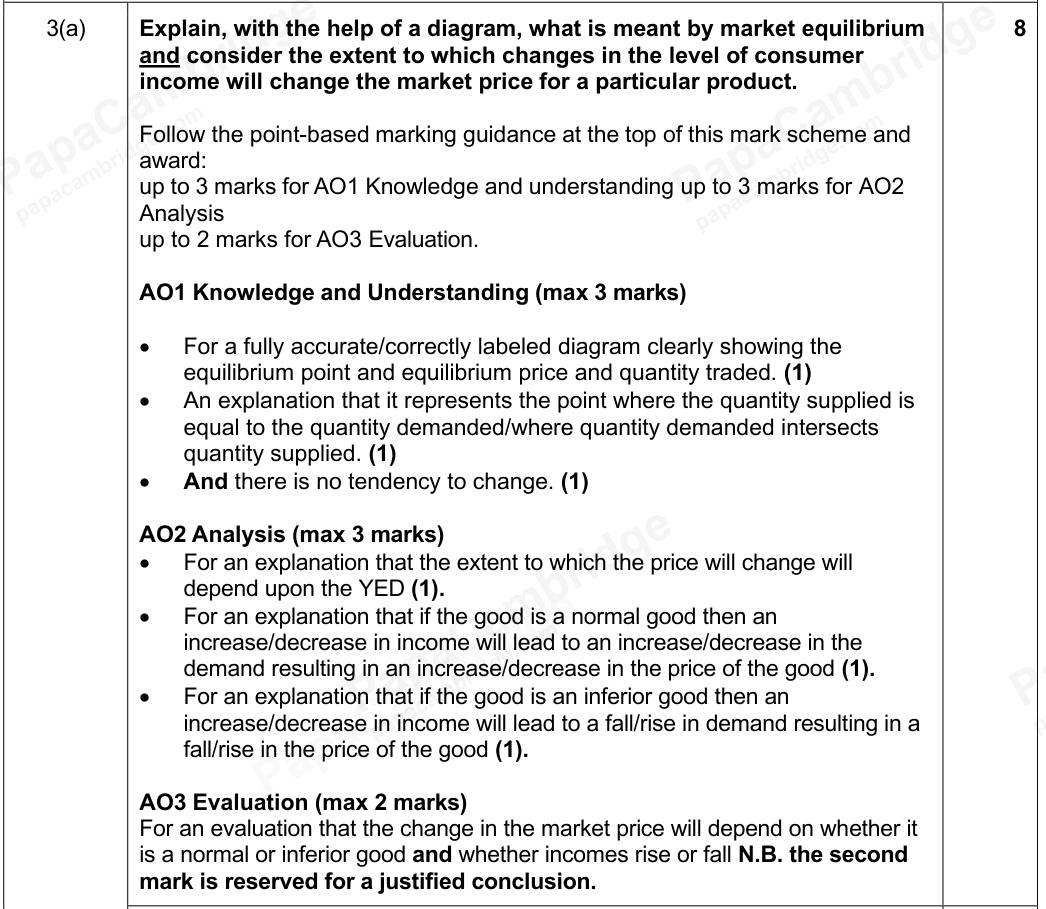 3(a)
Explain, with the help of a diagram, what is meant by market equilibrium
and consider the extent to which changes in the level of consumer
income will change the market price for a particular product.
8
Follow the point-based marking guidance at the top of this mark scheme and
award:
up to 3 marks for AO1 Knowledge and understanding up to 3 marks for AO2
Analysis
up to 2 marks for AO3 Evaluation.
AO1 Knowledge and Understanding (max 3 marks)
• For a fully accurate/correctly labeled diagram clearly showing the
equilibrium point and equilibrium price and quantity traded. (1)
• An explanation that it represents the point where the quantity supplied is
equal to the quantity demanded/where quantity demanded intersects
quantity supplied. (1)
• And there is no tendency to change. (1)
AO2 Analysis (max 3 marks)
• For an explanation that the extent to which the price will change will
depend upon the YED (1).
• For an explanation that if the good is a normal good then an
increase/decrease in income will lead to an increase/decrease in the
demand resulting in an increase/decrease in the price of the good (1).
• For an explanation that if the good is an inferior good then an
increase/decrease in income will lead to a fall/rise in demand resulting in a
fall/rise in the price of the good (1).
AO3 Evaluation (max 2 marks)
For an evaluation that the change in the market price will depend on whether it
is a normal or inferior good and whether incomes rise or fall N.B. the second
mark is reserved for a justified conclusion.
PapaCambridge
papacambridge.com
PapaCambridge
papacambridge.com